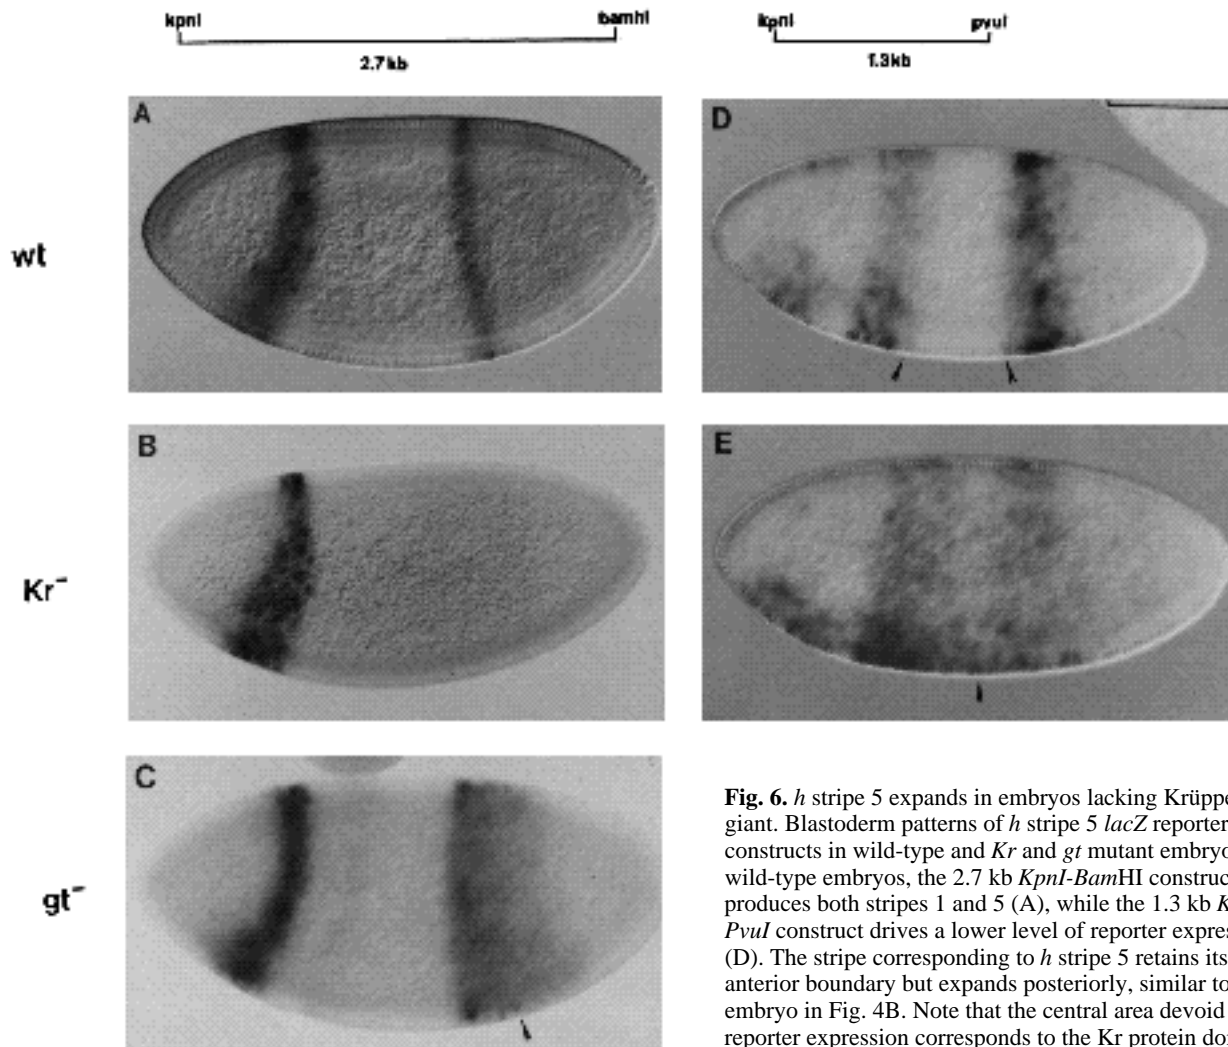 kpnI bamhI
2.7kb
kpnI pvuI
1.3kb
A
D
wt
B
E
Kr⁻
C
gt⁻
Fig. 6. h stripe 5 expands in embryos lacking Krüppe
giant. Blastoderm patterns of h stripe 5 lacZ reporter
constructs in wild-type and Kr and gt mutant embryo
wild-type embryos, the 2.7 kb KpnI-BamHI construc
produces both stripes 1 and 5 (A), while the 1.3 kb K
PvuI construct drives a lower level of reporter expres
(D). The stripe corresponding to h stripe 5 retains its
anterior boundary but expands posteriorly, similar to
embryo in Fig. 4B. Note that the central area devoid
reporter expression corresponds to the Kr protein do